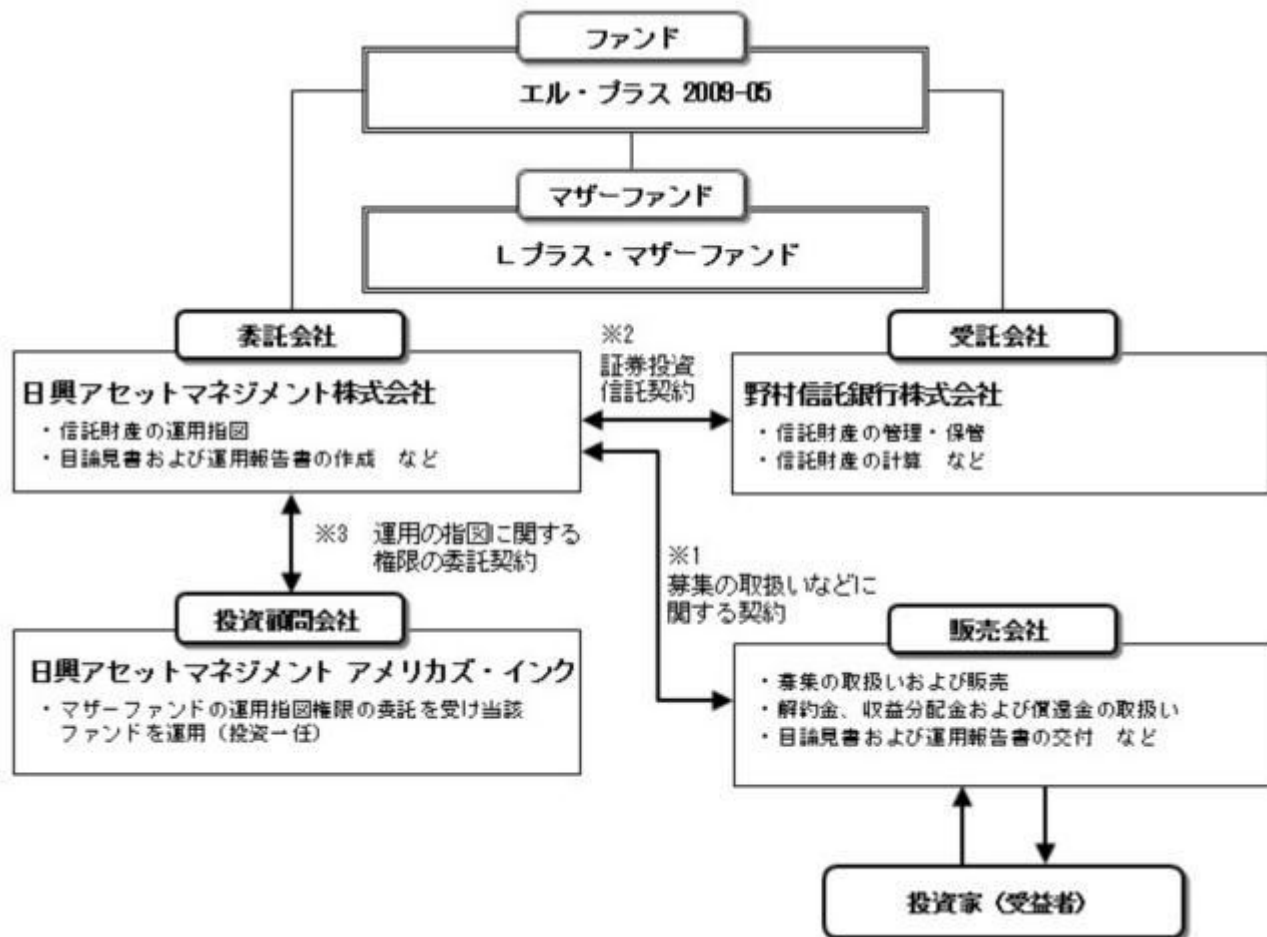 ファンド
エル・プラス 2009-05
マザーファンド
Lプラス・マザーファンド
委託会社
日興アセットマネジメント株式会社
・信託財産の運用指図
・目論見書および運用報告書の作成 など
※2
証券投資
信託契約
受託会社
野村信託銀行株式会社
・信託財産の管理・保管
・信託財産の計算 など
※3 運用の指図に関する
権限の委託契約
※1
募集の取扱いなどに
関する契約
投資顧問会社
日興アセットマネジメント アメリカズ・インク
・マザーファンドの運用指図権限の委託を受け当該
ファンドを運用（投資一任）
販売会社
・募集の取扱いおよび販売
・解約金、収益分配金および償還金の取扱い
・目論見書および運用報告書の交付 など
投資家（受益者）